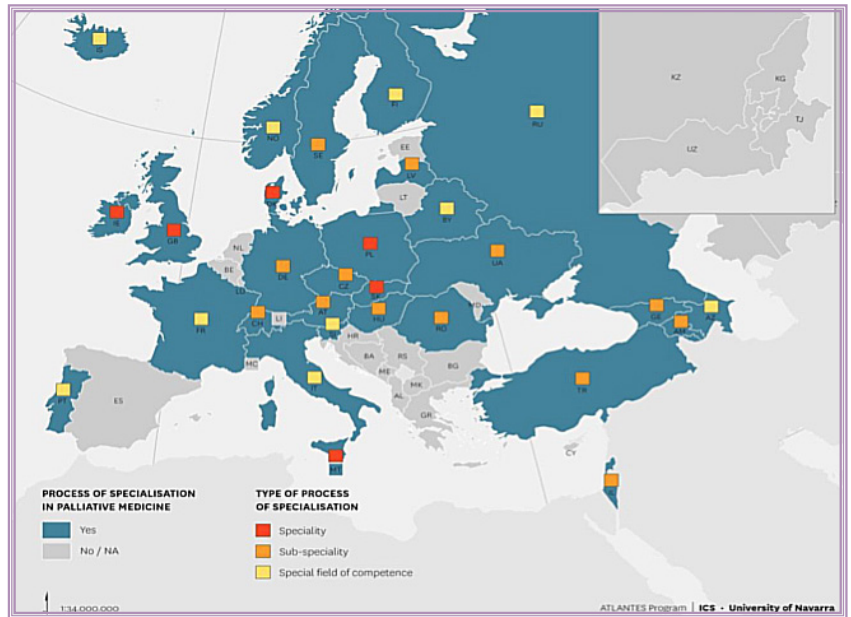 IS
KZ
KG
TJ
UZ
FI
RU
NO
SE
EE
LV
LT
BY
IE
GB
NL
PL
UA
BE
DE
CZ
AT
HU
MD
CH
LI
RO
GE
AZ
AM
FR
HR
BA
RS
BG
MC
ME
IT
MK
TR
AL
PT
ES
GR
CY
MT
PROCESS OF SPECIALISATION
IN PALLIATIVE MEDICINE
Yes
No / NA
TYPE OF PROCESS
OF SPECIALISATION
Speciality
Sub-speciality
Special field of competence
1:34.000.000
ATLANTES Program | ICS · University of Navarra